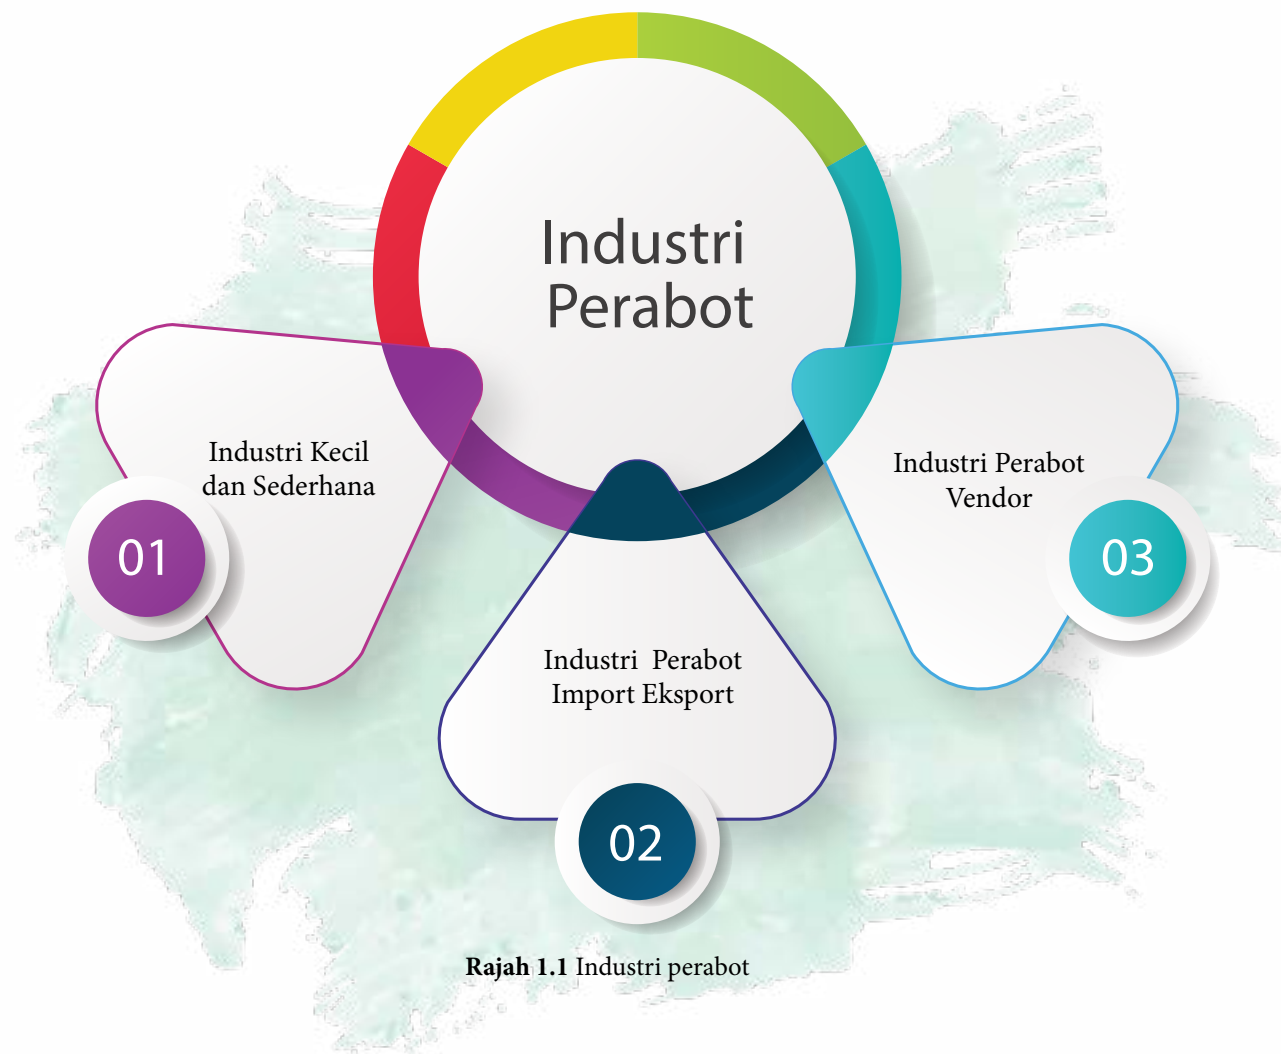 Industri
Perabot
Industri Kecil
dan Sederhana
01
Industri Perabot
Import Eksport
02
Industri Perabot
Vendor
03
Rajah 1.1 Industri perabot